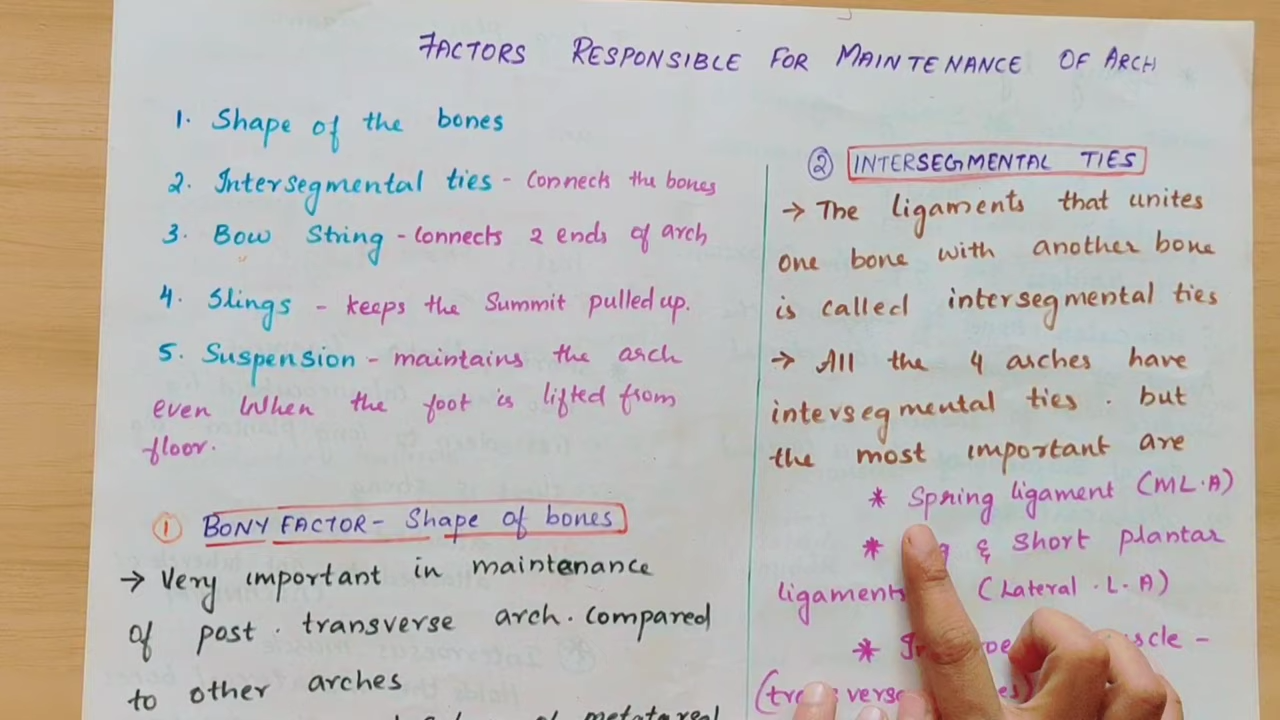 FACTORS RESPONSIBLE FOR MAINTENANCE OF ARCH
1. Shape of the bones
2. Intersegmental ties - Connects the bones
3. Bow String - Connects 2 ends of arch
4. Slings - keeps the Summit pulled up.
5. Suspension - maintains the arch
even when the foot is lifted from
floor.
① BONY FACTOR - Shape of bones
→ Very important in maintenance
of post. transverse arch. Compared
to other arches
of metatarsal
② INTERSEGMENTAL TIES
→ The ligaments that unites
one bone with another bone
is called intersegmental ties
→ All the 4 arches have
intersegmental ties. but
the most important are
* Spring ligament (ML.A)
* & Short plantar
ligaments (Lateral.L.A)
*